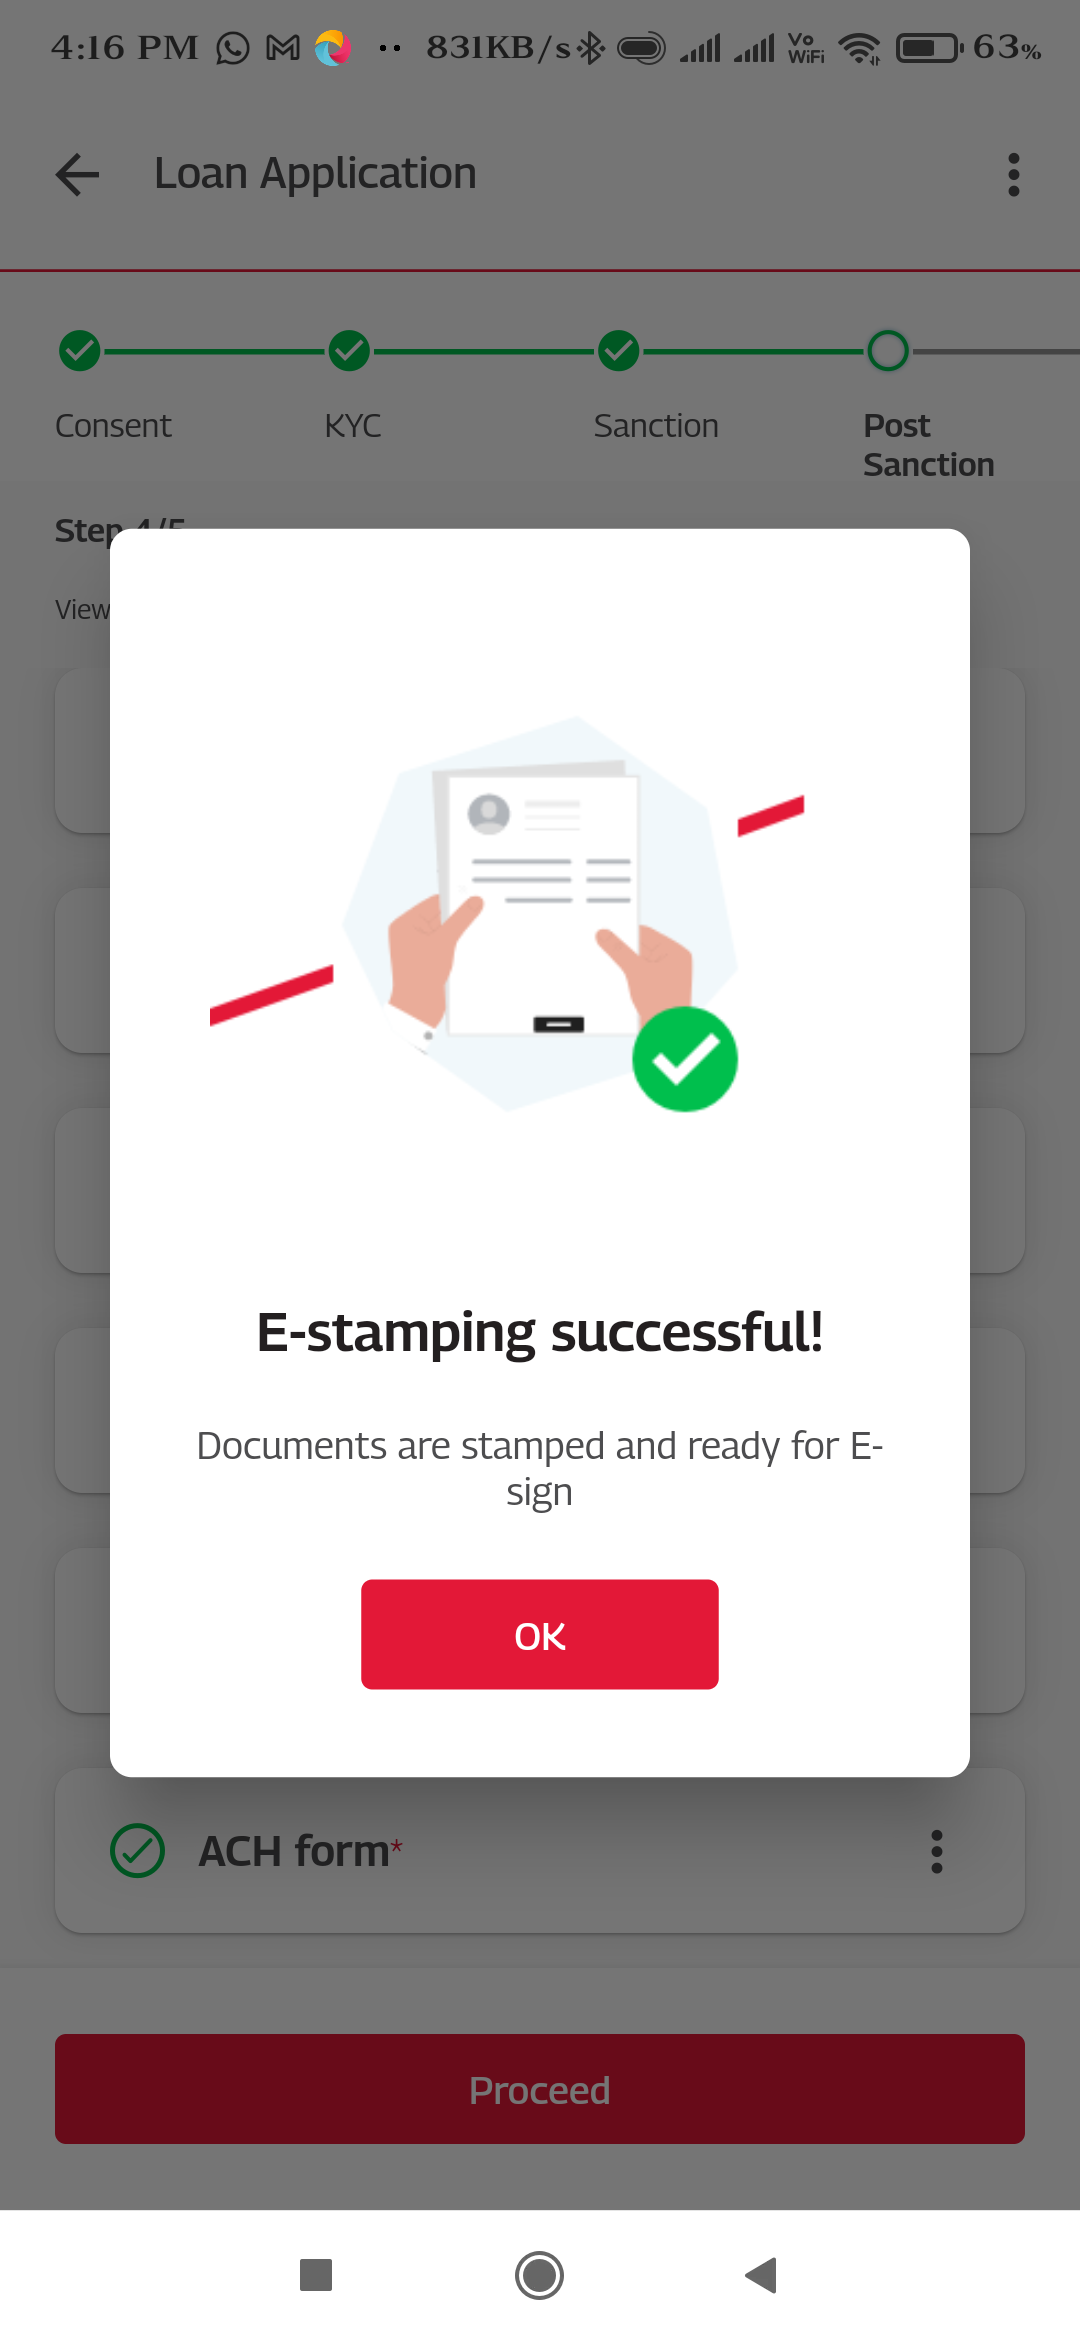 4:16 PM 831KB/s Vo WiFi 63%
Loan Application
Consent KYC Sanction Post Sanction
Step 4/5
View
E-stamping successful!
Documents are stamped and ready for E-
sign
OK
ACH form*
Proceed